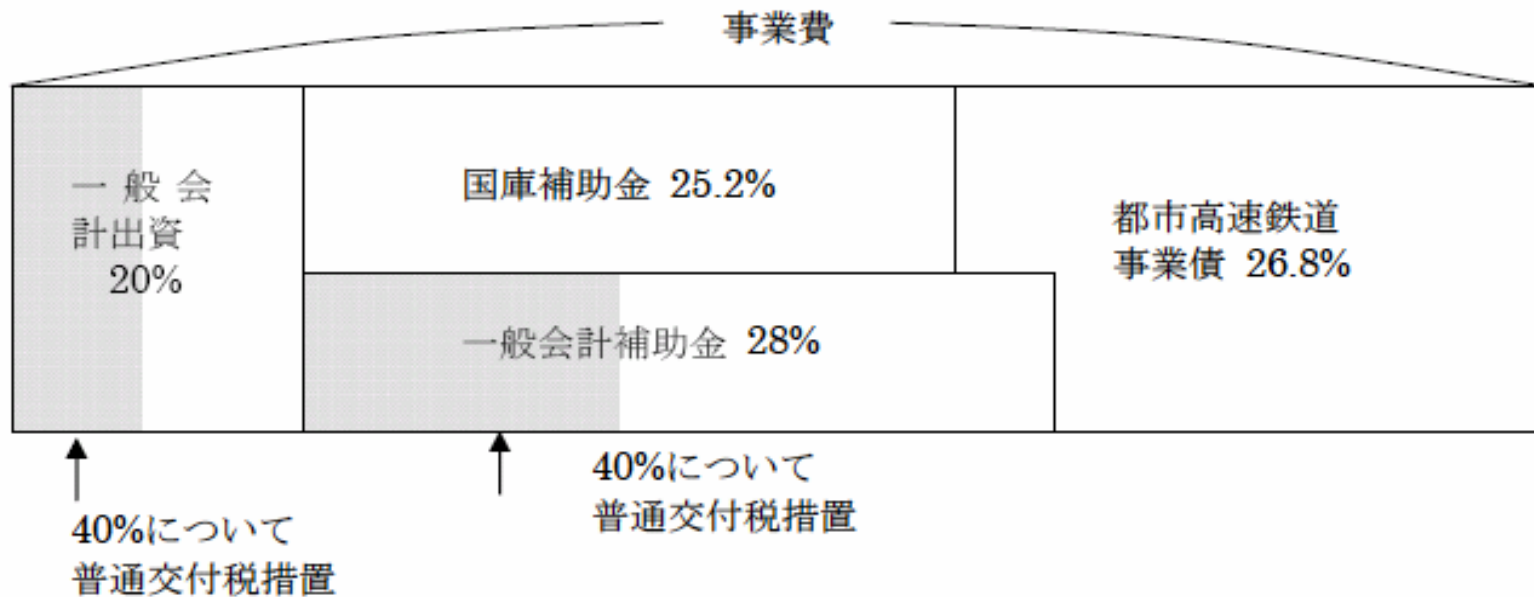 事業費
一 般 会
計出資
20%
国庫補助金 25.2%
都市高速鉄道
事業債 26.8%
一般会計補助金 28%
40%について
普通交付税措置
40%について
普通交付税措置